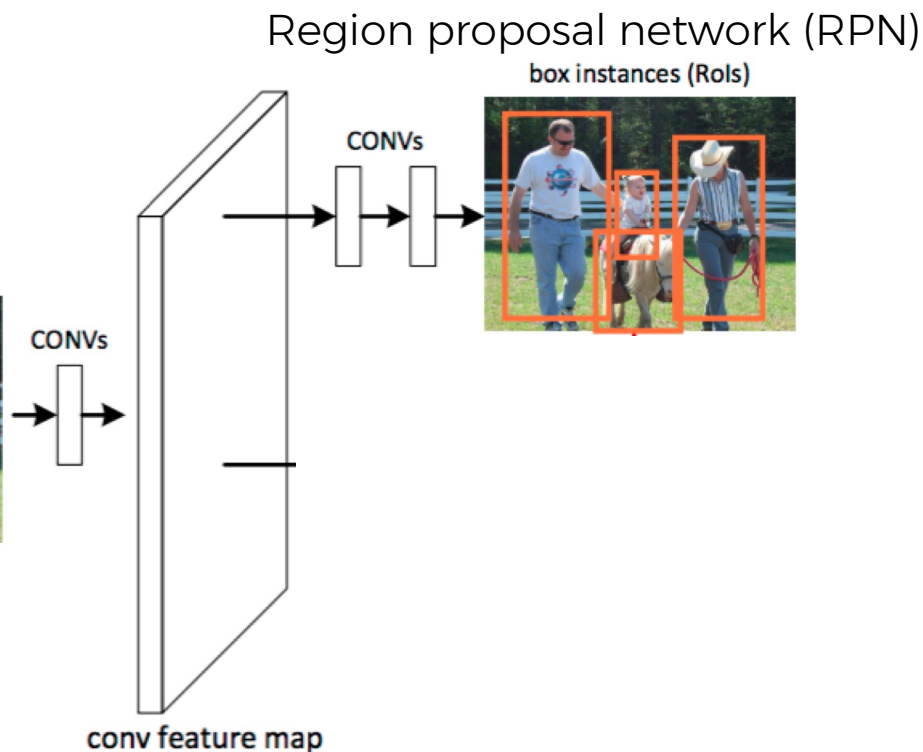 Region proposal network (RPN)
box instances (RoIs)
CONVs
CONVs
conv feature map